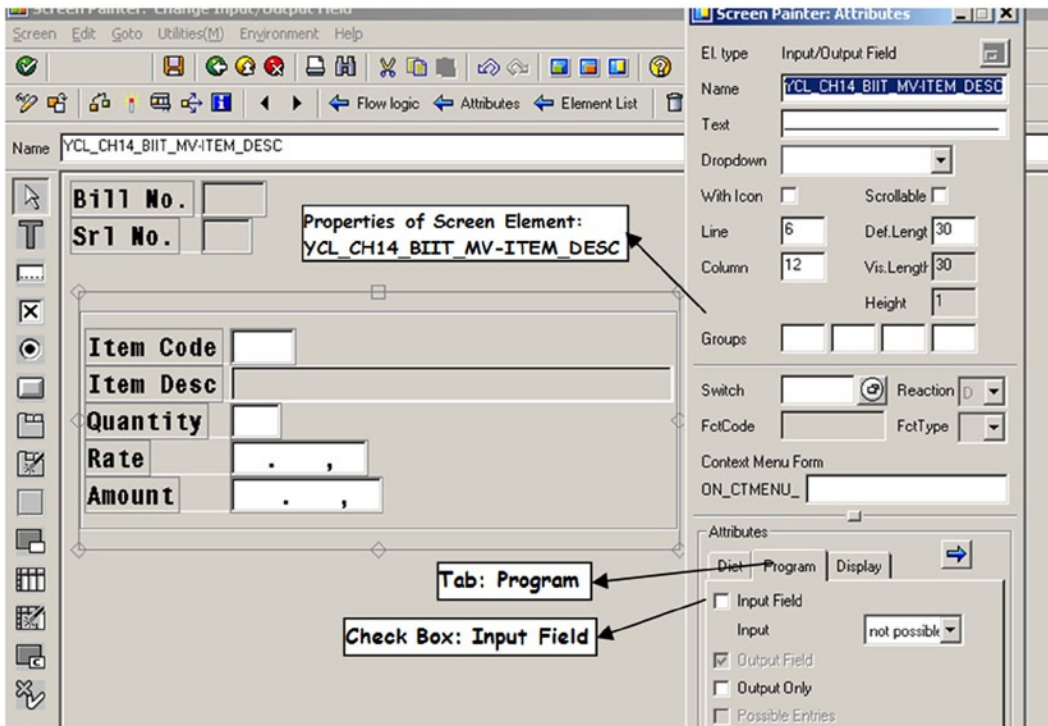 Screen Painter: Change Input/Output Field
Screen Edit Goto Utilities(M) Environment Help
Flow logic Attributes Element List
Name YCL_CH14_BIIT_MV-ITEM_DESC
Bill No.
Srl No.
Properties of Screen Element:
YCL_CH14_BIIT_MV-ITEM_DESC
Item Code
Item Desc
Quantity
Rate . ,
Amount . ,
Tab: Program
Check Box: Input Field
Screen Painter: Attributes
El. type Input/Output Field
Name YCL_CH14_BIIT_MV-ITEM_DESC
Text
Dropdown
With Icon Scrollable
Line 6 Def.Lengt 30
Column 12 Vis.Lengtl 30
Height 1
Groups
Switch Reaction D
FctCode FctType
Context Menu Form
ON_CTMENU_
Attributes
Dict Program Display
Input Field
Input not possible
Output Field
Output Only
Possible Entries